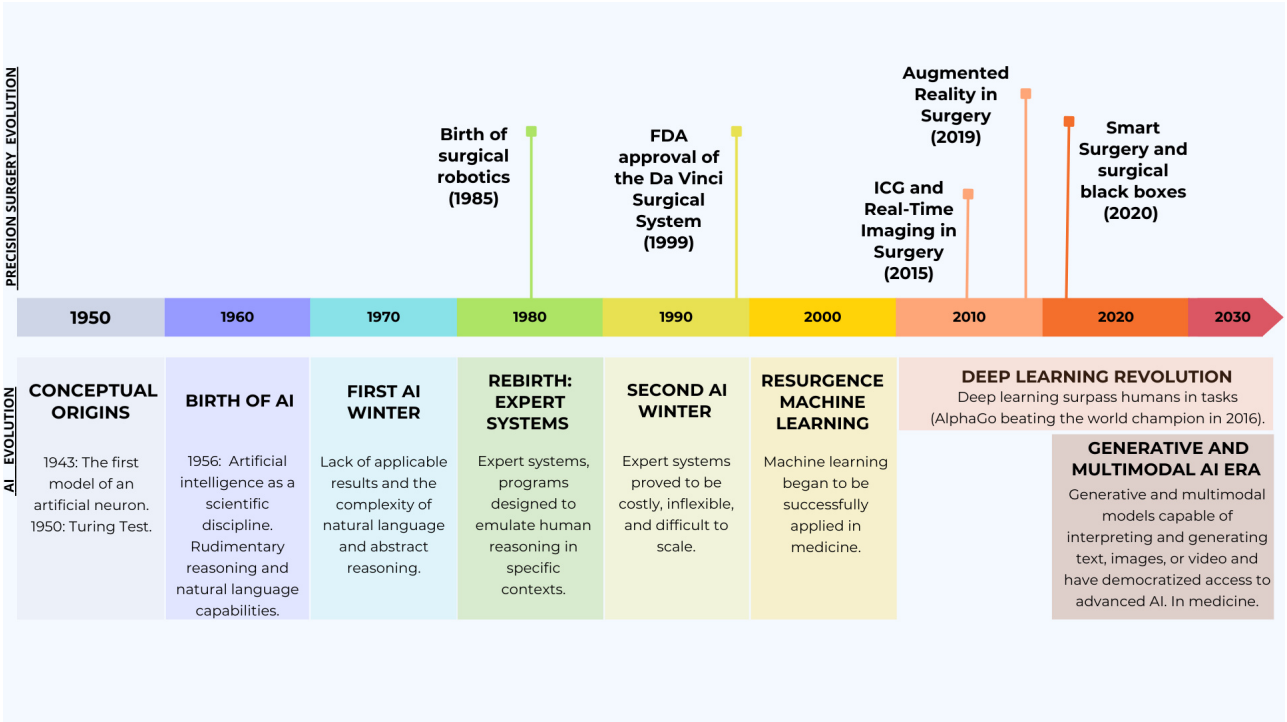 PRECISION SURGERY EVOLUTION
Birth of
surgical
robotics
(1985)
FDA
approval of
the Da Vinci
Surgical
System
(1999)
ICG and
Real-Time
Imaging in
Surgery
(2015)
Augmented
Reality in
Surgery
(2019)
Smart
Surgery and
surgical
black boxes
(2020)
1950
1960
1970
1980
1990
2000
2010
2020
2030
AI EVOLUTION
CONCEPTUAL
ORIGINS
1943: The first
model of an
artificial neuron.
1950: Turing Test.
BIRTH OF AI
1956: Artificial
intelligence as a
scientific
discipline.
Rudimentary
reasoning and
natural language
capabilities.
FIRST AI
WINTER
Lack of applicable
results and the
complexity of
natural language
and abstract
reasoning.
REBIRTH:
EXPERT
SYSTEMS
Expert systems,
programs
designed to
emulate human
reasoning in
specific
contexts.
SECOND AI
WINTER
Expert systems
proved to be
costly, inflexible,
and difficult to
scale.
RESURGENCE
MACHINE
LEARNING
Machine learning
began to be
successfully
applied in
medicine.
DEEP LEARNING REVOLUTION
Deep learning surpass humans in tasks
(AlphaGo beating the world champion in 2016).
GENERATIVE AND
MULTIMODAL AI ERA
Generative and multimodal
models capable of
interpreting and generating
text, images, or video and
have democratized access to
advanced AI. In medicine.